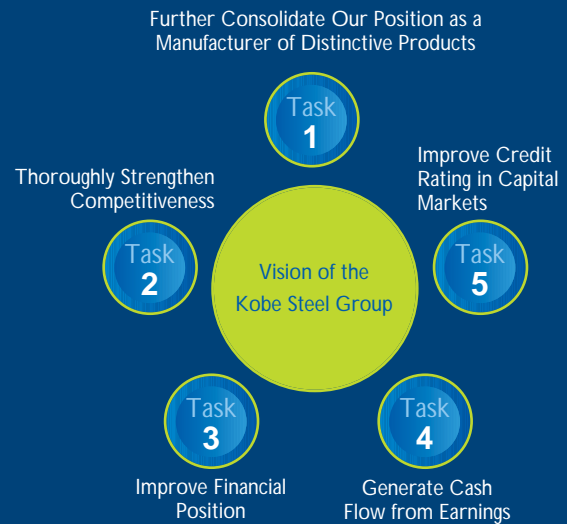 Further Consolidate Our Position as a
Manufacturer of Distinctive Products
Task
1
Thoroughly Strengthen
Competitiveness
Task
2
Improve Credit
Rating in Capital
Markets
Task
5
Vision of the
Kobe Steel Group
Task
3
Improve Financial
Position
Task
4
Generate Cash
Flow from Earnings